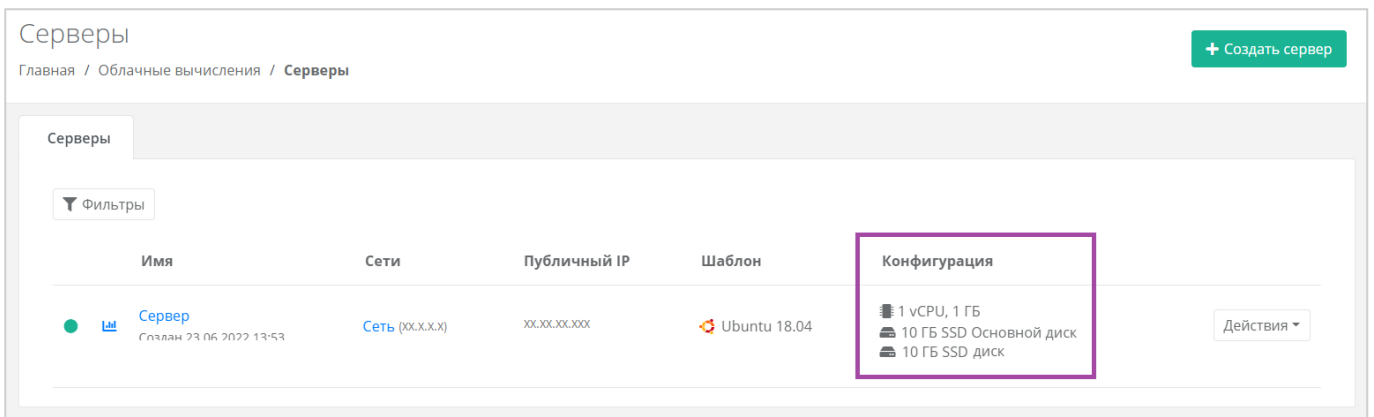 Серверы
Главная / Облачные вычисления / Серверы
+ Создать сервер
Серверы
Фильтры
Имя Сети Публичный IP Шаблон Конфигурация
Сервер
Создан 23.06.2022 13:53
Сеть (XX.X.X.X)
XX.XX.XX.XXX
Ubuntu 18.04
1 vCPU, 1 ГБ
10 ГБ SSD Основной диск
10 ГБ SSD диск
Действия